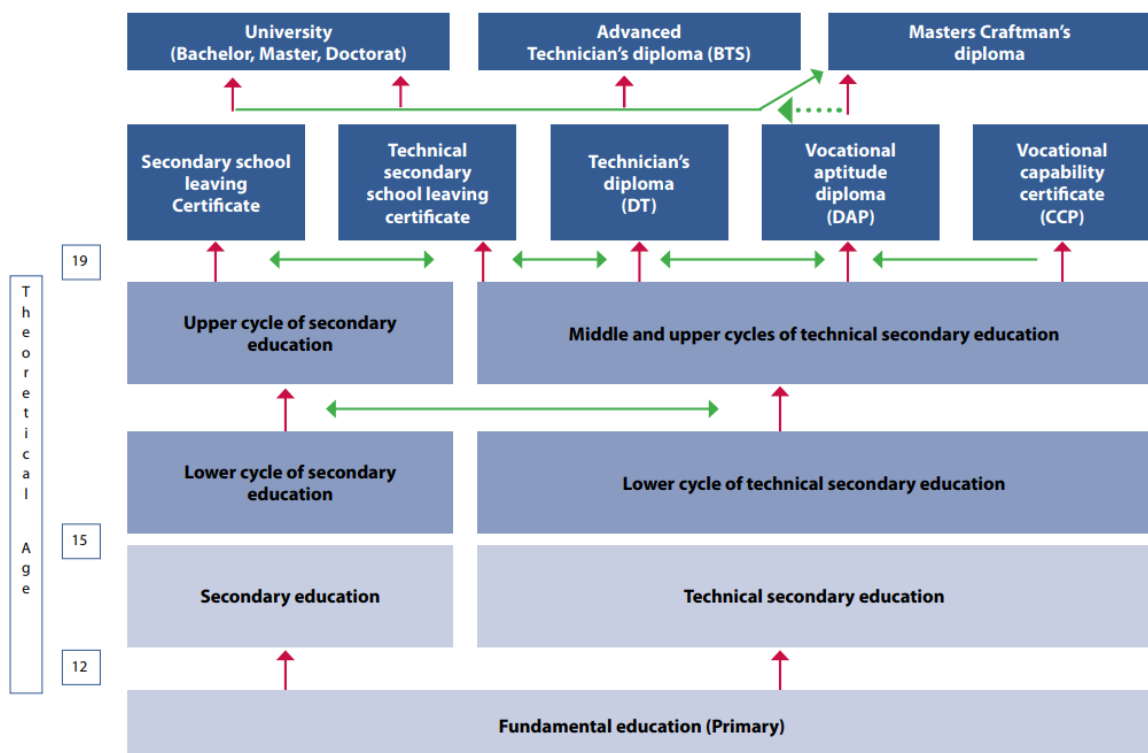 University
(Bachelor, Master, Doctorat)
Advanced
Technician's diploma (BTS)
Masters Craftman's
diploma
Secondary school
leaving
Certificate
Technical
secondary
school leaving
certificate
Technician's
diploma
(DT)
Vocational
aptitude
diploma
(DAP)
Vocational
capability
certificate
(CCP)
19
Theoretical Age
Upper cycle of secondary
education
Middle and upper cycles of technical secondary education
Lower cycle of secondary
education
Lower cycle of technical secondary education
15
Secondary education
Technical secondary education
12
Fundamental education (Primary)